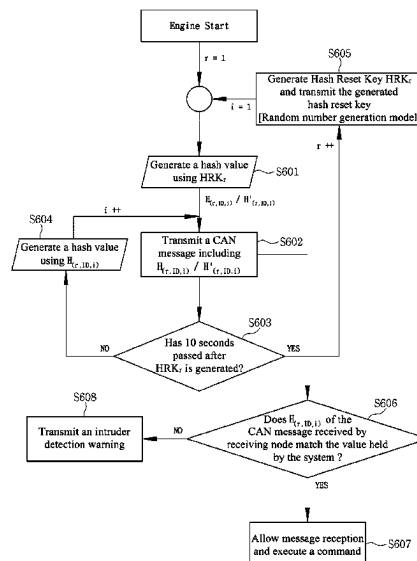 Engine Start
r = 1
S605
Generate Hash Reset Key HRKr
and transmit the generated
hash reset key
[Random number generation model]
i = 1
Generate a hash value
using HRKr
S601
r ++
H(r,ID,i) / H'(r,ID,i)
S604
i ++
Generate a hash value
using H(r,ID,i)
Transmit a CAN
message including
H(r,ID,i) / H'(r,ID,i)
S602
S603
NO
Has 10 seconds
passed after
HRKr is generated?
YES
S608
Transmit an intruder
detection warning
NO
S606
Does H(r,ID,i) of the
CAN message received by
receiving node match the value held
by the system ?
YES
Allow message reception
and execute a command
S607